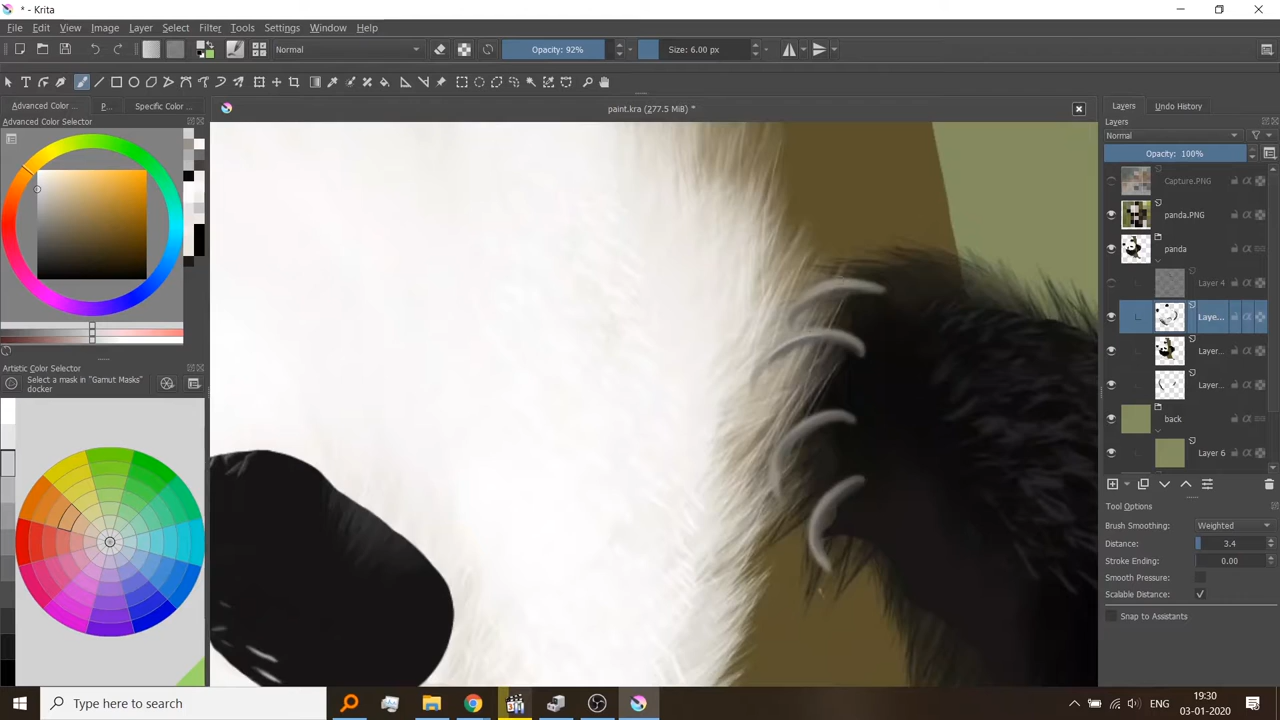 * - Krita
File Edit View Image Layer Select Filter Tools Settings Window Help
Normal Opacity: 92% Size: 6.00 px
Advanced Color ... P... Specific Color ... paint.kra (277.5 MiB) * Layers Undo History
Advanced Color Selector
Layers
Normal
Opacity: 100%
Capture.PNG
panda.PNG
panda
Layer 4
Laye...
Layer...
Layer...
back
Layer 6
Artistic Color Selector
Select a mask in "Gamut Masks"
docker
Tool Options
Brush Smoothing: Weighted
Distance: 3.4
Stroke Ending: 0.00
Smooth Pressure:
Scalable Distance:
Snap to Assistants
Type here to search
ENG
19:30
03-01-2020